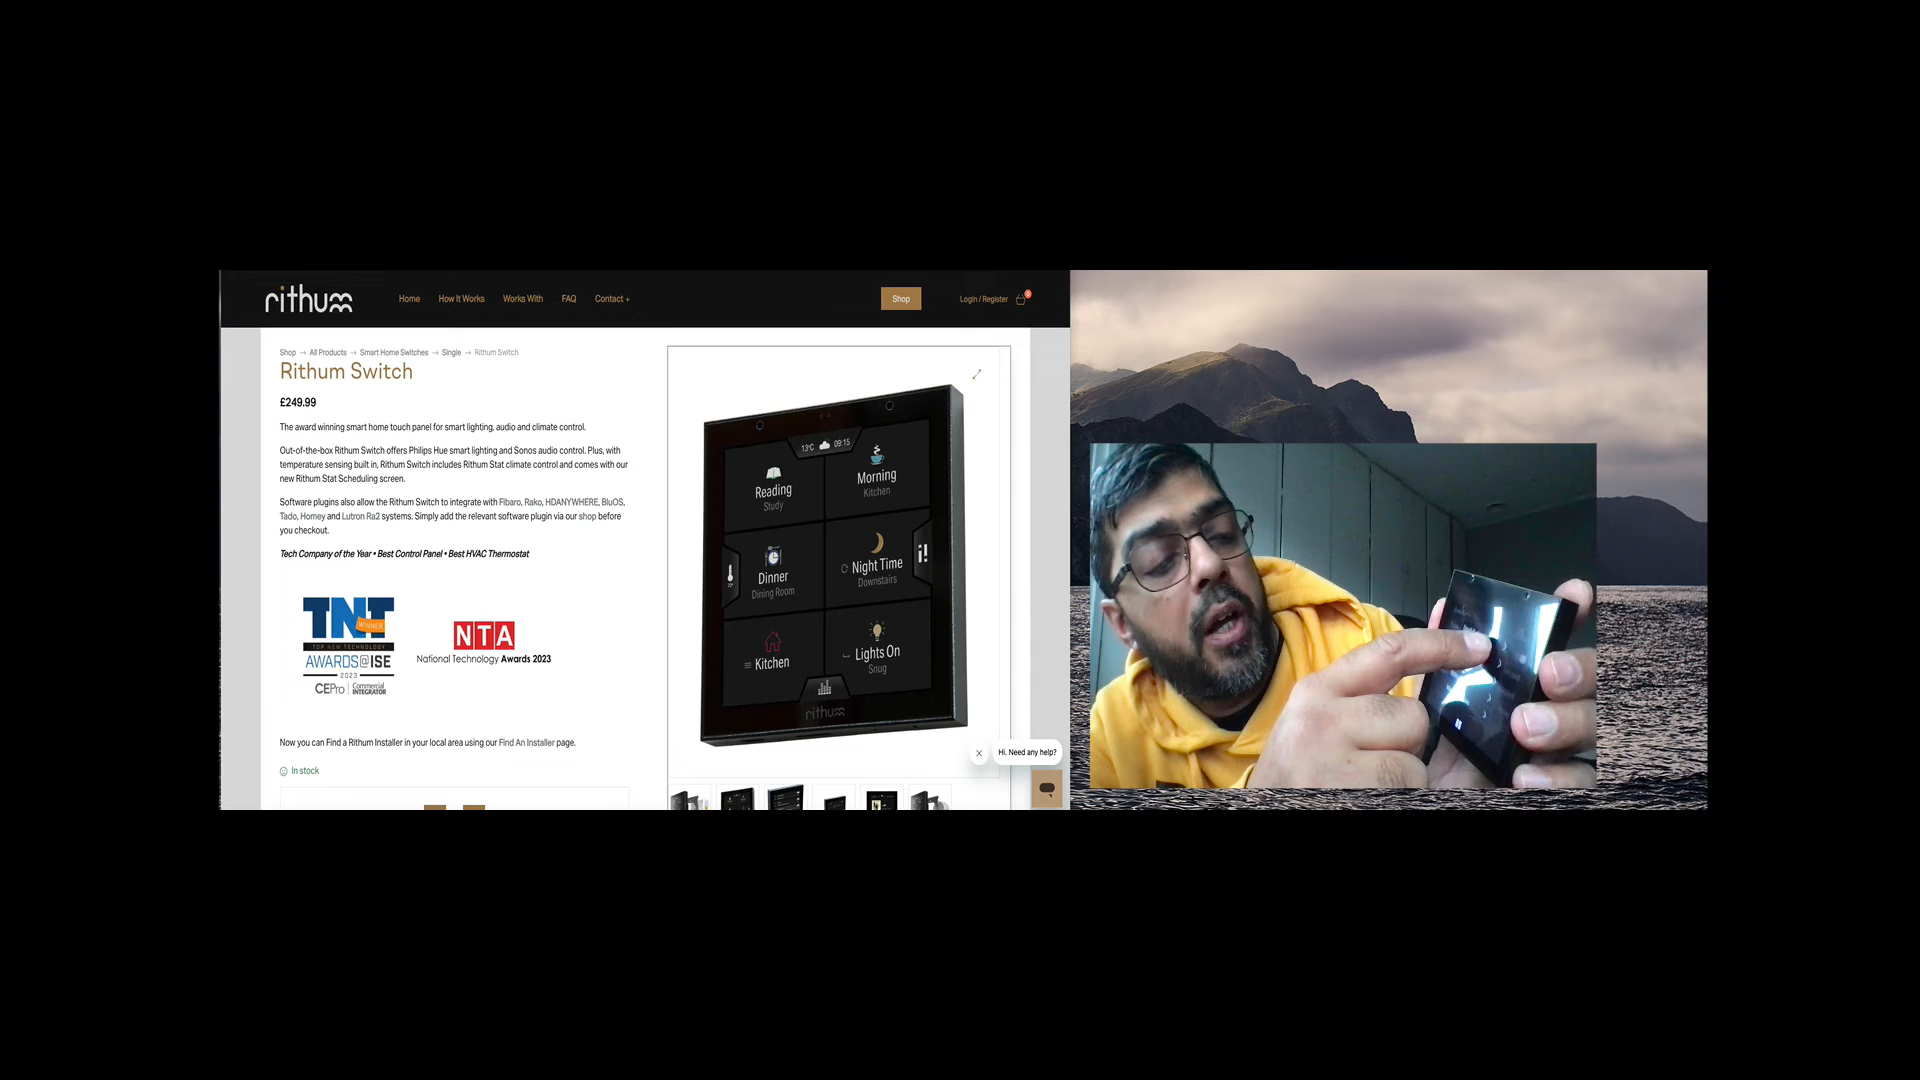 rithum
Home How It Works Works With FAQ Contact + Shop Login / Register 0
Shop → All Products → Smart Home Switches → Single → Rithum Switch
Rithum Switch
£249.99
The award winning smart home touch panel for smart lighting, audio and climate control.
Out-of-the-box Rithum Switch offers Philips Hue smart lighting and Sonos audio control. Plus, with
temperature sensing built in, Rithum Switch includes Rithum Stat climate control and comes with our
new Rithum Stat Scheduling screen.
Software plugins also allow the Rithum Switch to integrate with Fibaro, Rako, HDANYWHERE, BluOS,
Tado, Homey and Lutron Ra2 systems. Simply add the relevant software plugin via our shop before
you checkout.
Tech Company of the Year • Best Control Panel • Best HVAC Thermostat
TNT
WINNER
TOP NEW TECHNOLOGY
AWARDS@ISE
2023
CEPro | Commercial
INTEGRATOR
NTA
National Technology Awards 2023
Now you can Find a Rithum Installer in your local area using our Find An Installer page.
In stock
13°C 09:15
Reading
Study
Morning
Kitchen
Dinner
Dining Room
Night Time
Downstairs
Kitchen
Lights On
Snug
rithum
Hi. Need any help?